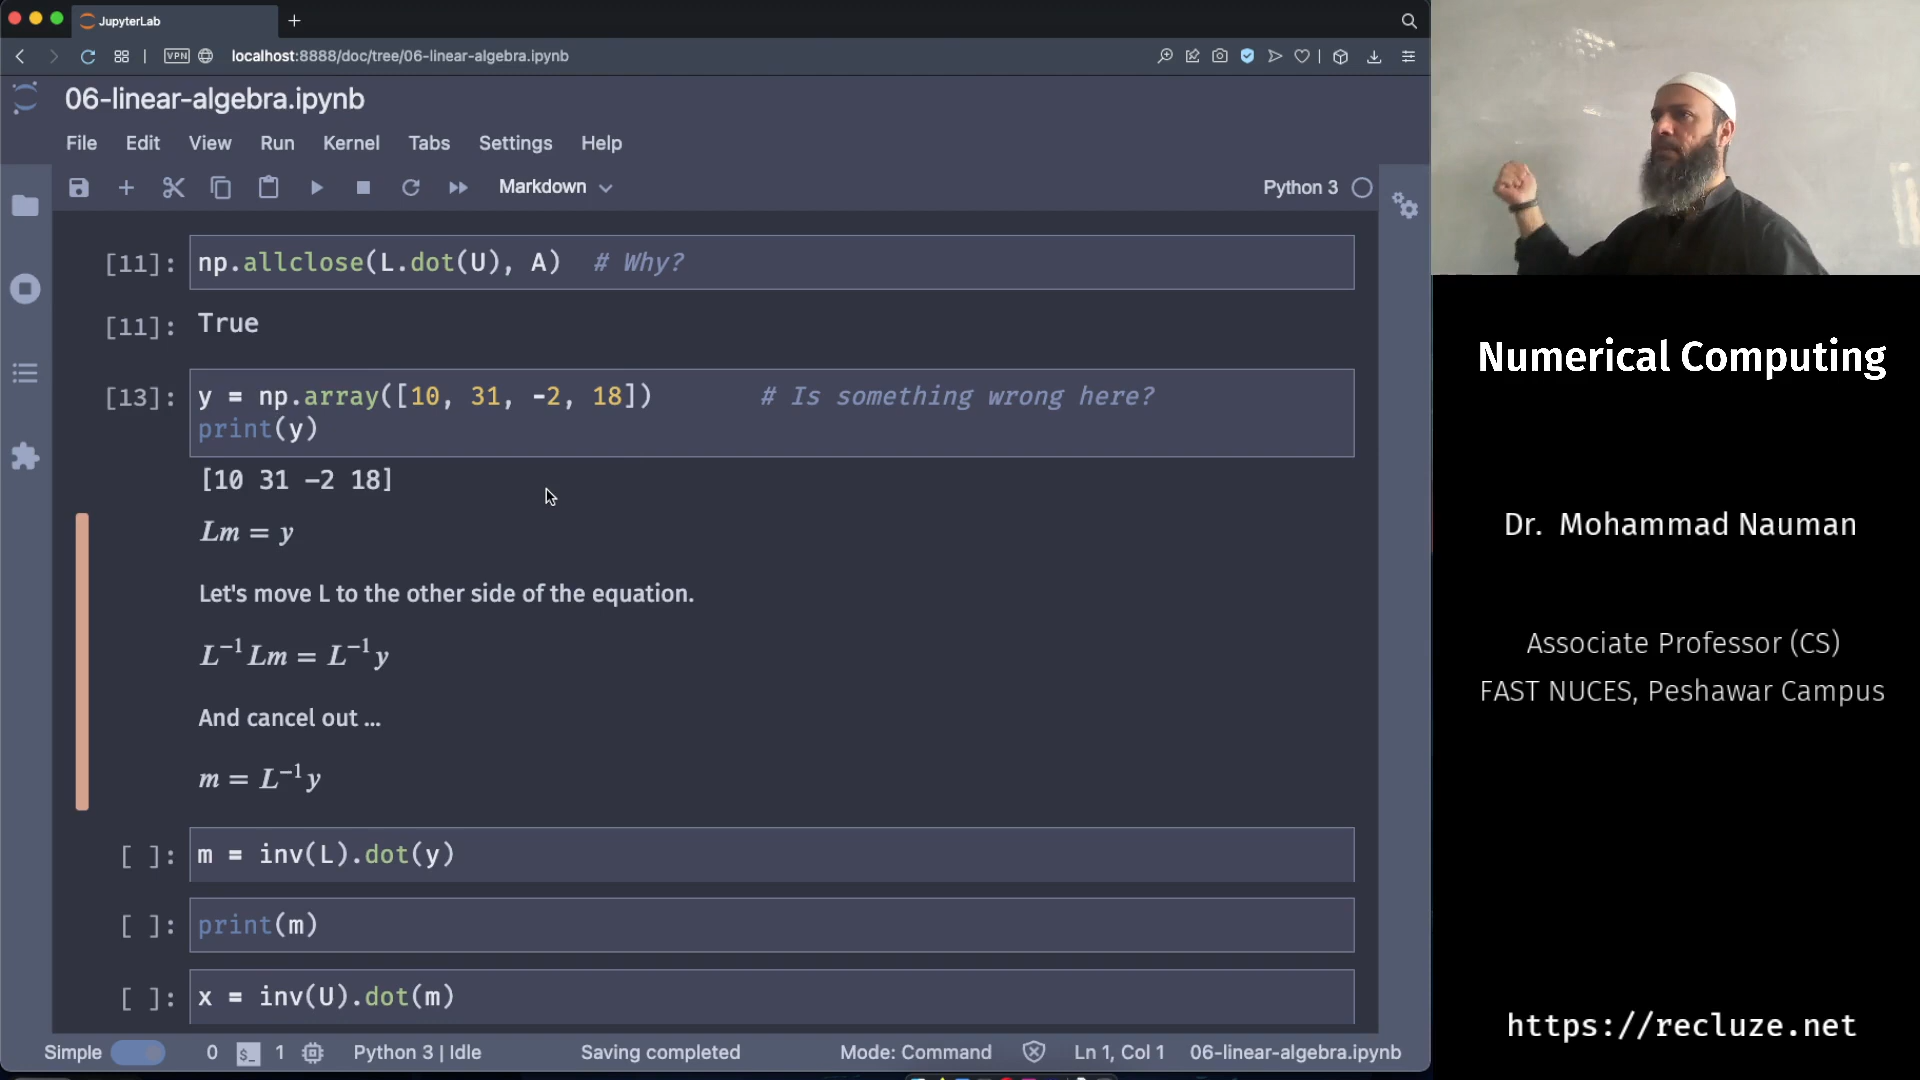 JupyterLab
VPN
localhost:8888/doc/tree/06-linear-algebra.ipynb
06-linear-algebra.ipynb
File Edit View Run Kernel Tabs Settings Help
Markdown
Python 3
[11]: np.allclose(L.dot(U), A)  # Why?
[11]: True
[13]: y = np.array([10, 31, -2, 18])       # Is something wrong here?
print(y)
[10 31 -2 18]
Lm = y
Let's move L to the other side of the equation.
L⁻¹Lm = L⁻¹y
And cancel out ...
m = L⁻¹y
[ ]: m = inv(L).dot(y)
[ ]: print(m)
[ ]: x = inv(U).dot(m)
Simple 0 $_ 1 Python 3 | Idle Saving completed Mode: Command Ln 1, Col 1 06-linear-algebra.ipynb
Numerical Computing
Dr. Mohammad Nauman
Associate Professor (CS)
FAST NUCES, Peshawar Campus
https://recluze.net